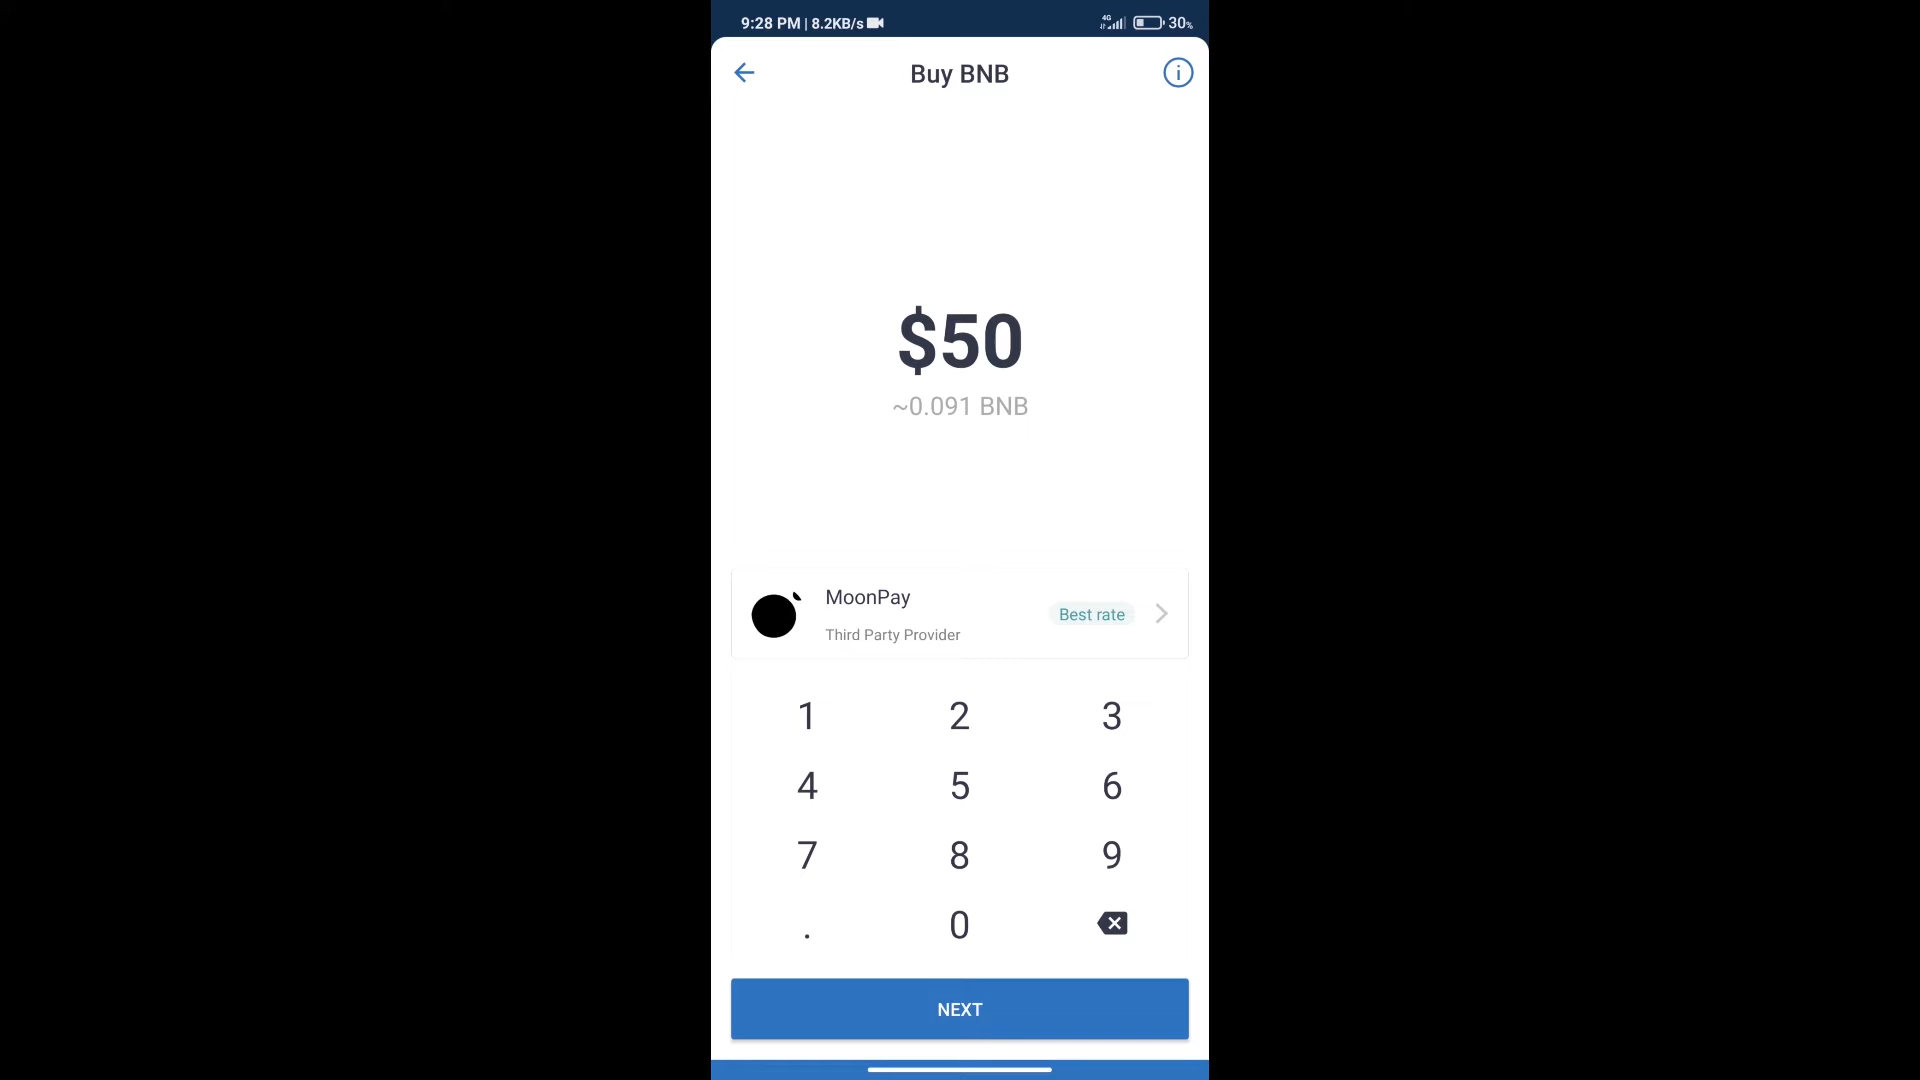 9:28 PM | 8.2KB/s 4G 30%
Buy BNB
$50
~0.091 BNB
MoonPay
Third Party Provider
Best rate
1 2 3
4 5 6
7 8 9
. 0
NEXT